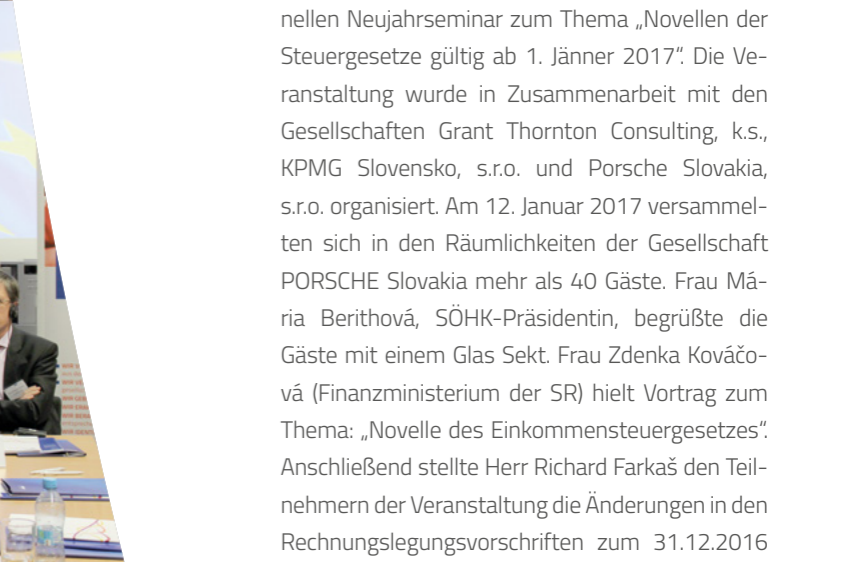 nellen Neujahrseminar zum Thema „Novellen der
Steuergesetze gültig ab 1. Jänner 2017“. Die Ve-
ranstaltung wurde in Zusammenarbeit mit den
Gesellschaften Grant Thornton Consulting, k.s.,
KPMG Slovensko, s.r.o. und Porsche Slovakia,
s.r.o. organisiert. Am 12. Januar 2017 versammel-
ten sich in den Räumlichkeiten der Gesellschaft
PORSCHE Slovakia mehr als 40 Gäste. Frau Má-
ria Berithová, SÖHK-Präsidentin, begrüßte die
Gäste mit einem Glas Sekt. Frau Zdenka Kováčo-
vá (Finanzministerium der SR) hielt Vortrag zum
Thema: „Novelle des Einkommensteuergesetzes“.
Anschließend stellte Herr Richard Farkaš den Teil-
nehmern der Veranstaltung die Änderungen in den
Rechnungslegungsvorschriften zum 31.12.2016